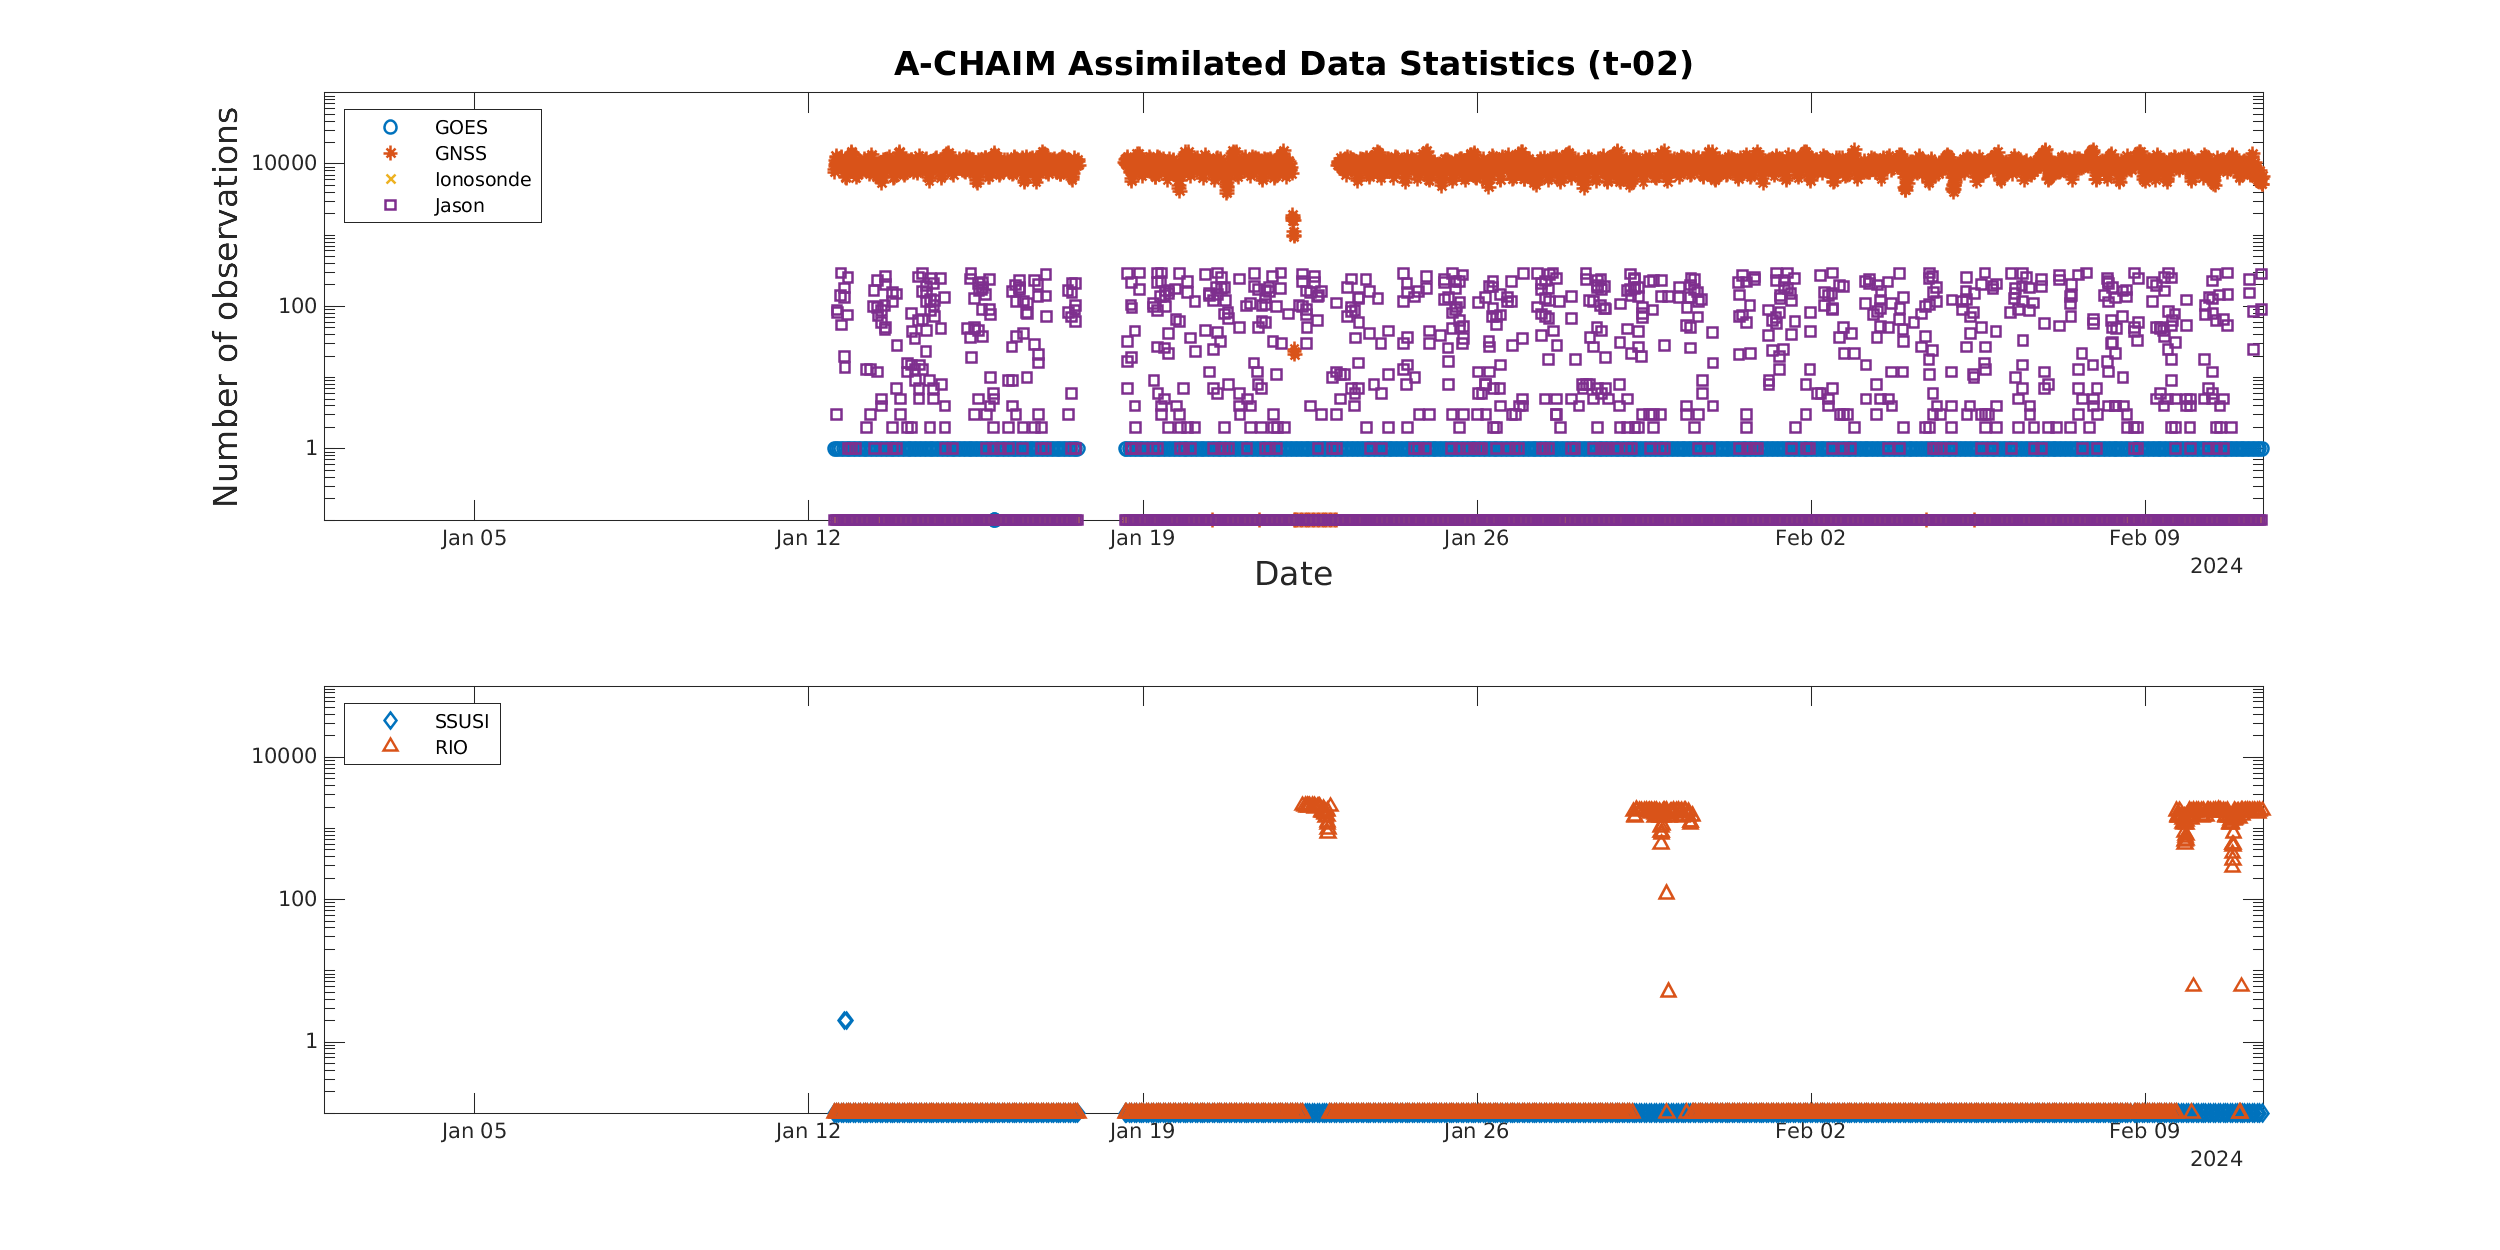 A-CHAIM Assimilated Data Statistics (t-02)
Number of observations
10000
100
1
GOES
GNSS
Ionosonde
Jason
Jan 05
Jan 12
Jan 19
Jan 26
Feb 02
Feb 09
2024
Date
10000
100
1
SSUSI
RIO
Jan 05
Jan 12
Jan 19
Jan 26
Feb 02
Feb 09
2024